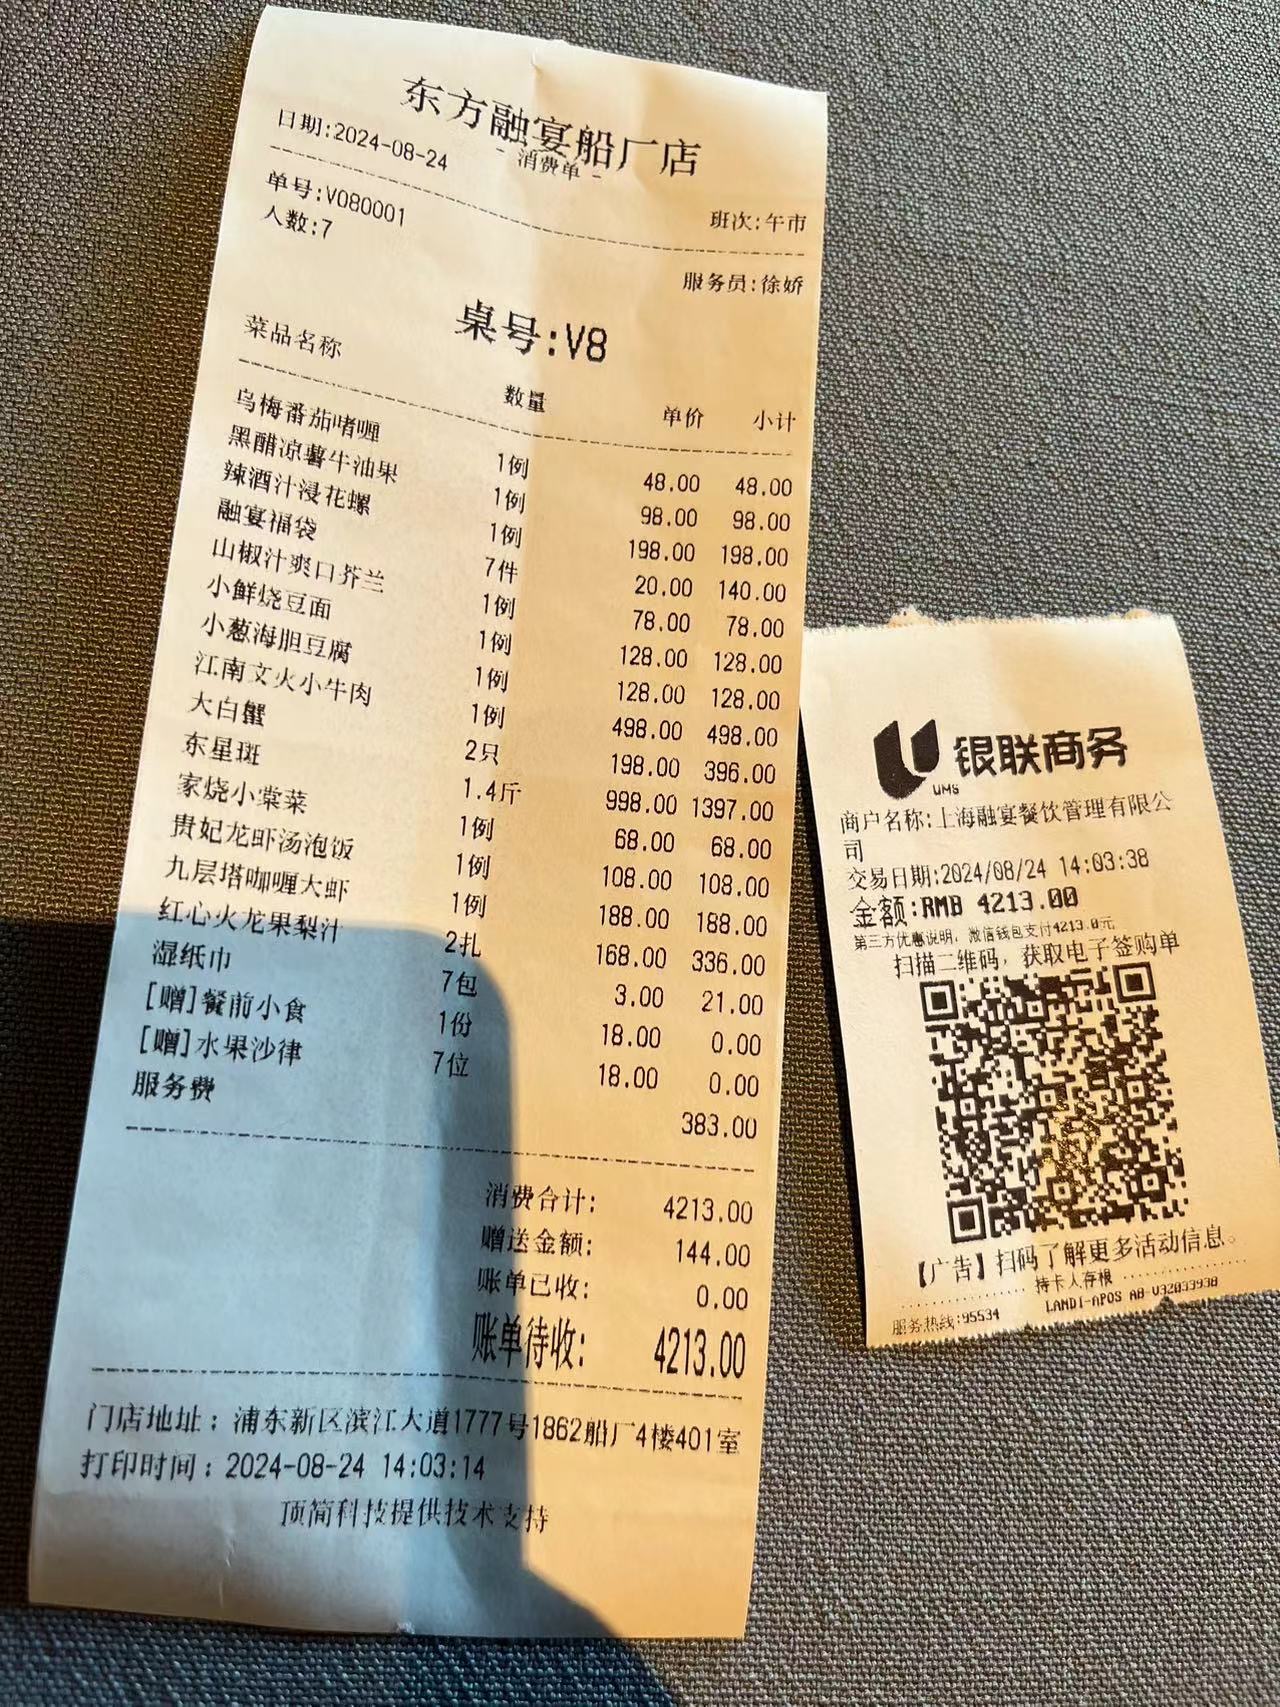 东方融宴船厂店
- 消费单 -
日期:2024-08-24 班次:午市
单号:V080001 服务员:徐娇
人数:7
桌号:V8
菜品名称 数量 单价 小计
乌梅番茄啫喱 1例 48.00 48.00
黑醋凉薯牛油果 1例 98.00 98.00
辣酒汁浸花螺 1例 198.00 198.00
融宴福袋 7件 20.00 140.00
山椒汁爽口芥兰 1例 78.00 78.00
小鲜烧豆面 1例 128.00 128.00
小葱海胆豆腐 1例 128.00 128.00
江南文火小牛肉 1例 498.00 498.00
大白蟹 2只 198.00 396.00
东星斑 1.4斤 998.00 1397.00
家烧小棠菜 1例 68.00 68.00
贵妃龙虾汤泡饭 1例 108.00 108.00
九层塔咖喱大虾 1例 188.00 188.00
红心火龙果梨汁 2扎 168.00 336.00
湿纸巾 7包 3.00 21.00
[赠]餐前小食 1份 18.00 0.00
[赠]水果沙律 7位 18.00 0.00
服务费 383.00
消费合计: 4213.00
赠送金额: 144.00
账单已收: 0.00
账单待收: 4213.00
门店地址：浦东新区滨江大道1777号1862船厂4楼401室
打印时间：2024-08-24 14:03:14
顶简科技提供技术支持
银联商务
UMS
商户名称:上海融宴餐饮管理有限公
司
交易日期:2024/08/24 14:03:38
金额:RMB 4213.00
第三方优惠说明，微信钱包支付4213.0元
扫描二维码，获取电子签购单
【广告】扫码了解更多活动信息。
持卡人存根
服务热线:95534 LANDI-APOS AB-V32033938